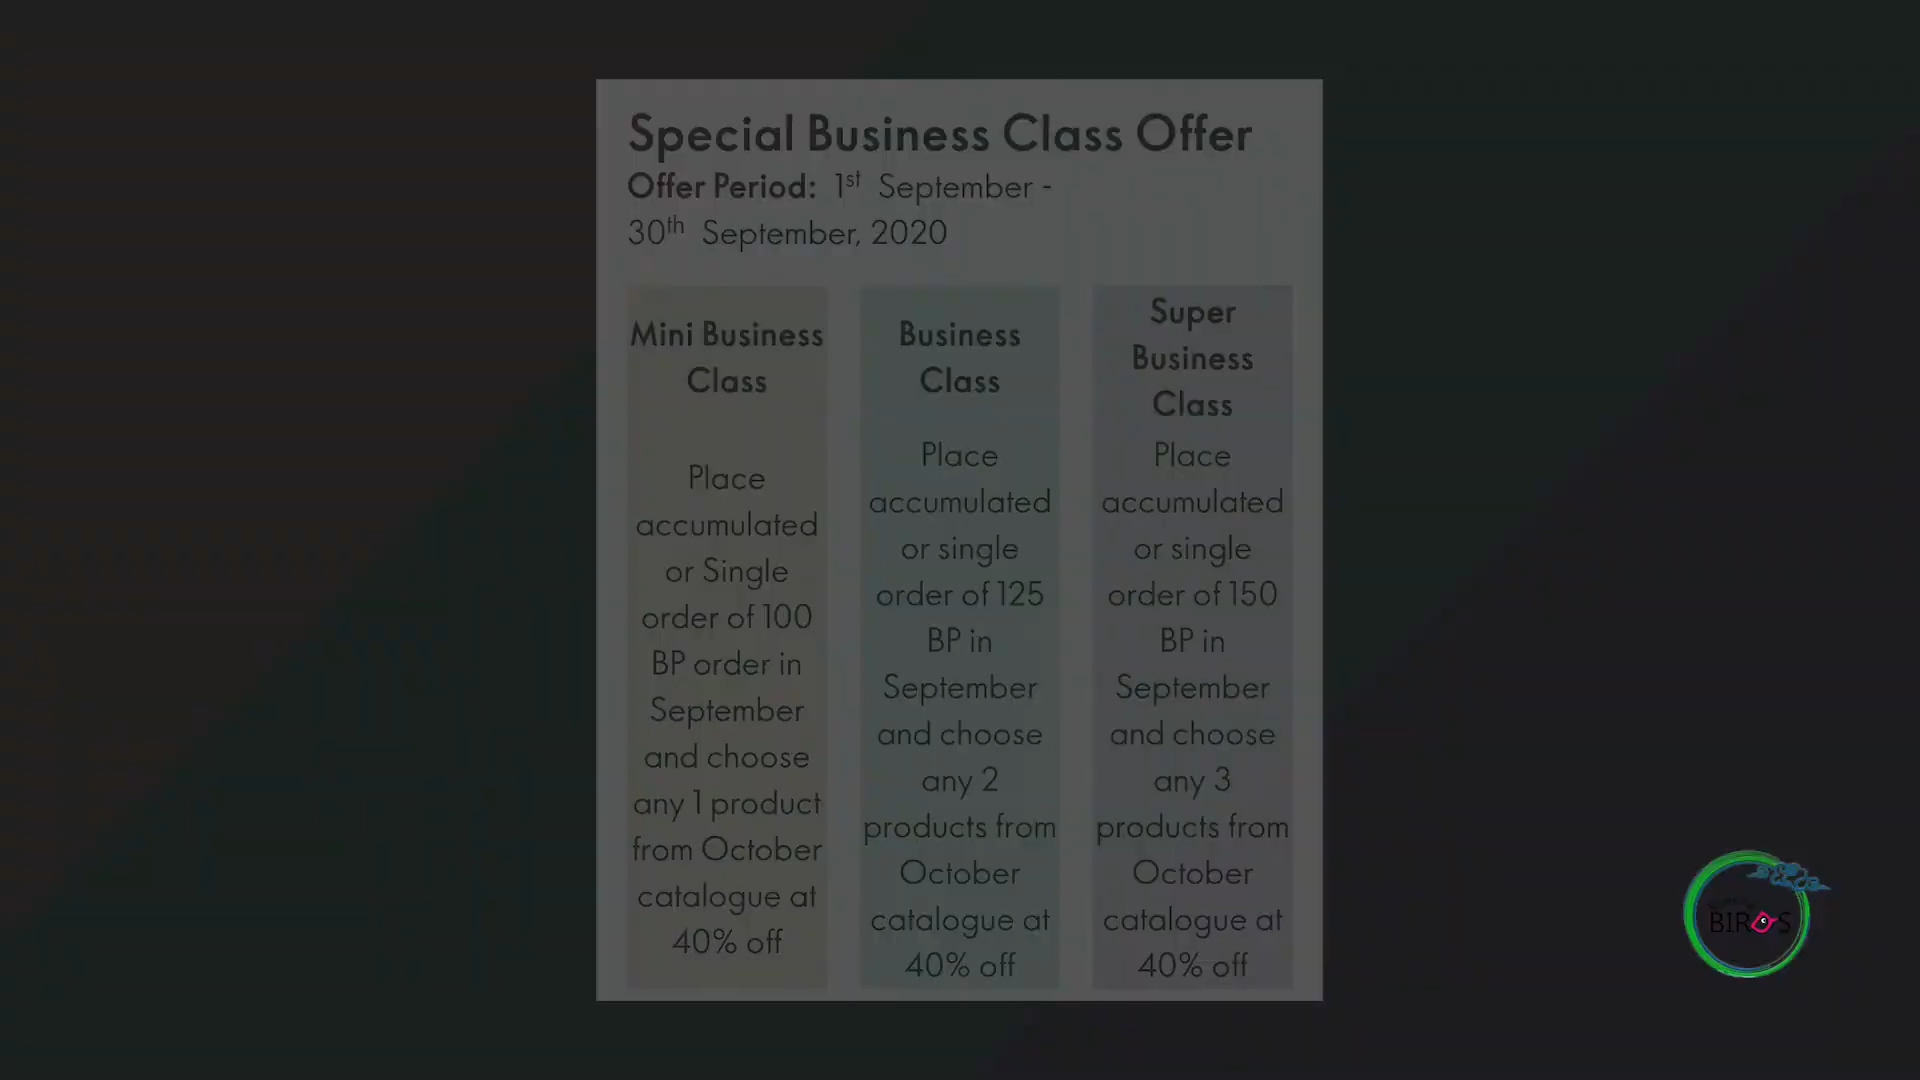 Special Business Class Offer
Offer Period: 1st September -
30th September, 2020
Mini Business
Class
Place
accumulated
or Single
order of 100
BP order in
September
and choose
any 1 product
from October
catalogue at
40% off
Business
Class
Place
accumulated
or single
order of 125
BP in
September
and choose
any 2
products from
October
catalogue at
40% off
Super
Business
Class
Place
accumulated
or single
order of 150
BP in
September
and choose
any 3
products from
October
catalogue at
40% off
BIRDS